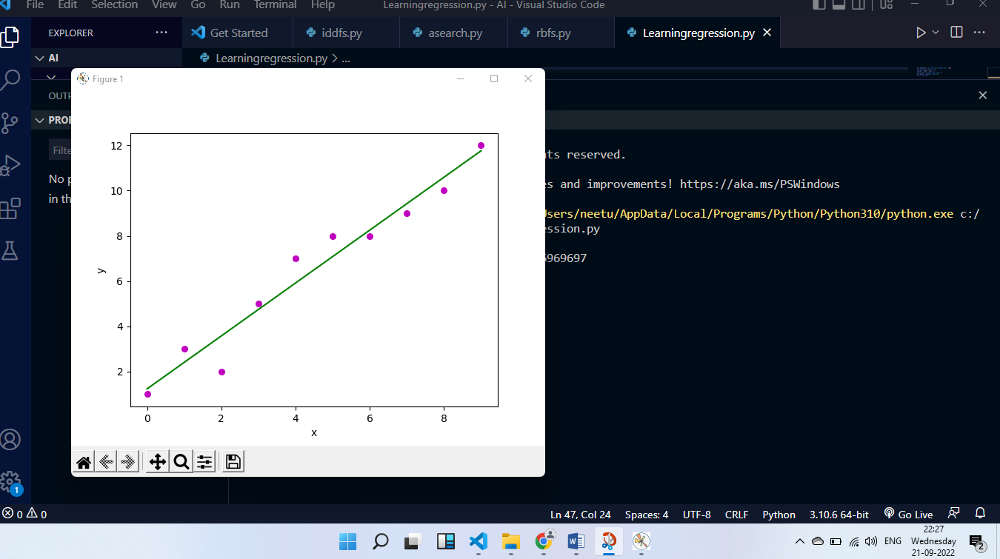 File Edit Selection View Go Run Terminal Help Learningregression.py - AI - Visual Studio Code
EXPLORER ··· Get Started iddfs.py asearch.py rbfs.py Learningregression.py
AI Learningregression.py > ...
Figure 1
OUT
PRO
Filte
No
in th
nts reserved.
es and improvements! https://aka.ms/PSWindows
Users/neetu/AppData/Local/Programs/Python/Python310/python.exe c:/
ession.py
5969697
12
10
8
6
4
2
y
0 2 4 6 8
x
1
0 0 Ln 47, Col 24 Spaces: 4 UTF-8 CRLF Python 3.10.6 64-bit Go Live
ENG
22:27
Wednesday
21-09-2022
2